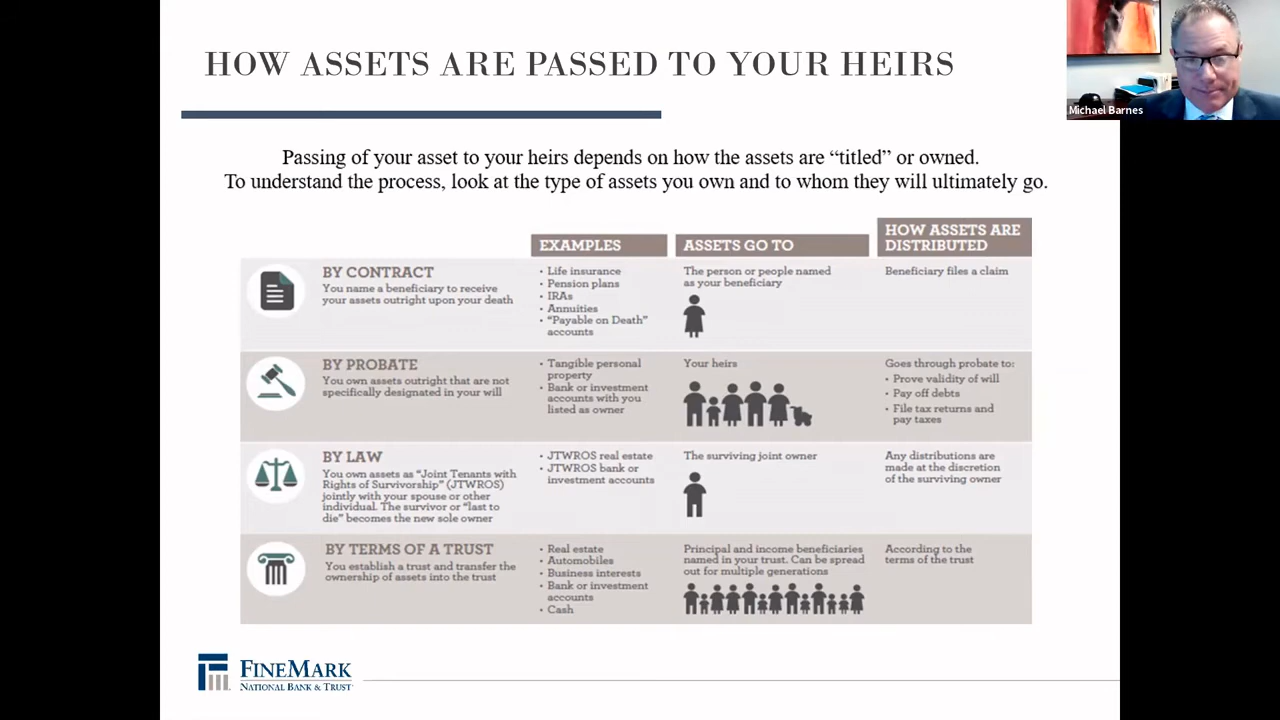 HOW ASSETS ARE PASSED TO YOUR HEIRS
Michael Barnes
Passing of your asset to your heirs depends on how the assets are “titled” or owned.
To understand the process, look at the type of assets you own and to whom they will ultimately go.
EXAMPLES
ASSETS GO TO
HOW ASSETS ARE
DISTRIBUTED
BY CONTRACT
You name a beneficiary to receive
your assets outright upon your death
• Life insurance
• Pension plans
• IRAs
• Annuities
• “Payable on Death”
accounts
The person or people named
as your beneficiary
Beneficiary files a claim
BY PROBATE
You own assets outright that are not
specifically designated in your will
• Tangible personal
property
• Bank or investment
accounts with you
listed as owner
Your heirs
Goes through probate to:
• Prove validity of will
• Pay off debts
• File tax returns and
pay taxes
BY LAW
You own assets as “Joint Tenants with
Rights of Survivorship” (JTWROS)
jointly with your spouse or other
individual. The survivor or “last to
die” becomes the new sole owner
• JTWROS real estate
• JTWROS bank or
investment accounts
The surviving joint owner
Any distributions are
made at the discretion
of the surviving owner
BY TERMS OF A TRUST
You establish a trust and transfer the
ownership of assets into the trust
• Real estate
• Automobiles
• Business interests
• Bank or investment
accounts
• Cash
Principal and income beneficiaries
named in your trust. Can be spread
out for multiple generations
According to the
terms of the trust
FINEMARK
NATIONAL BANK & TRUST